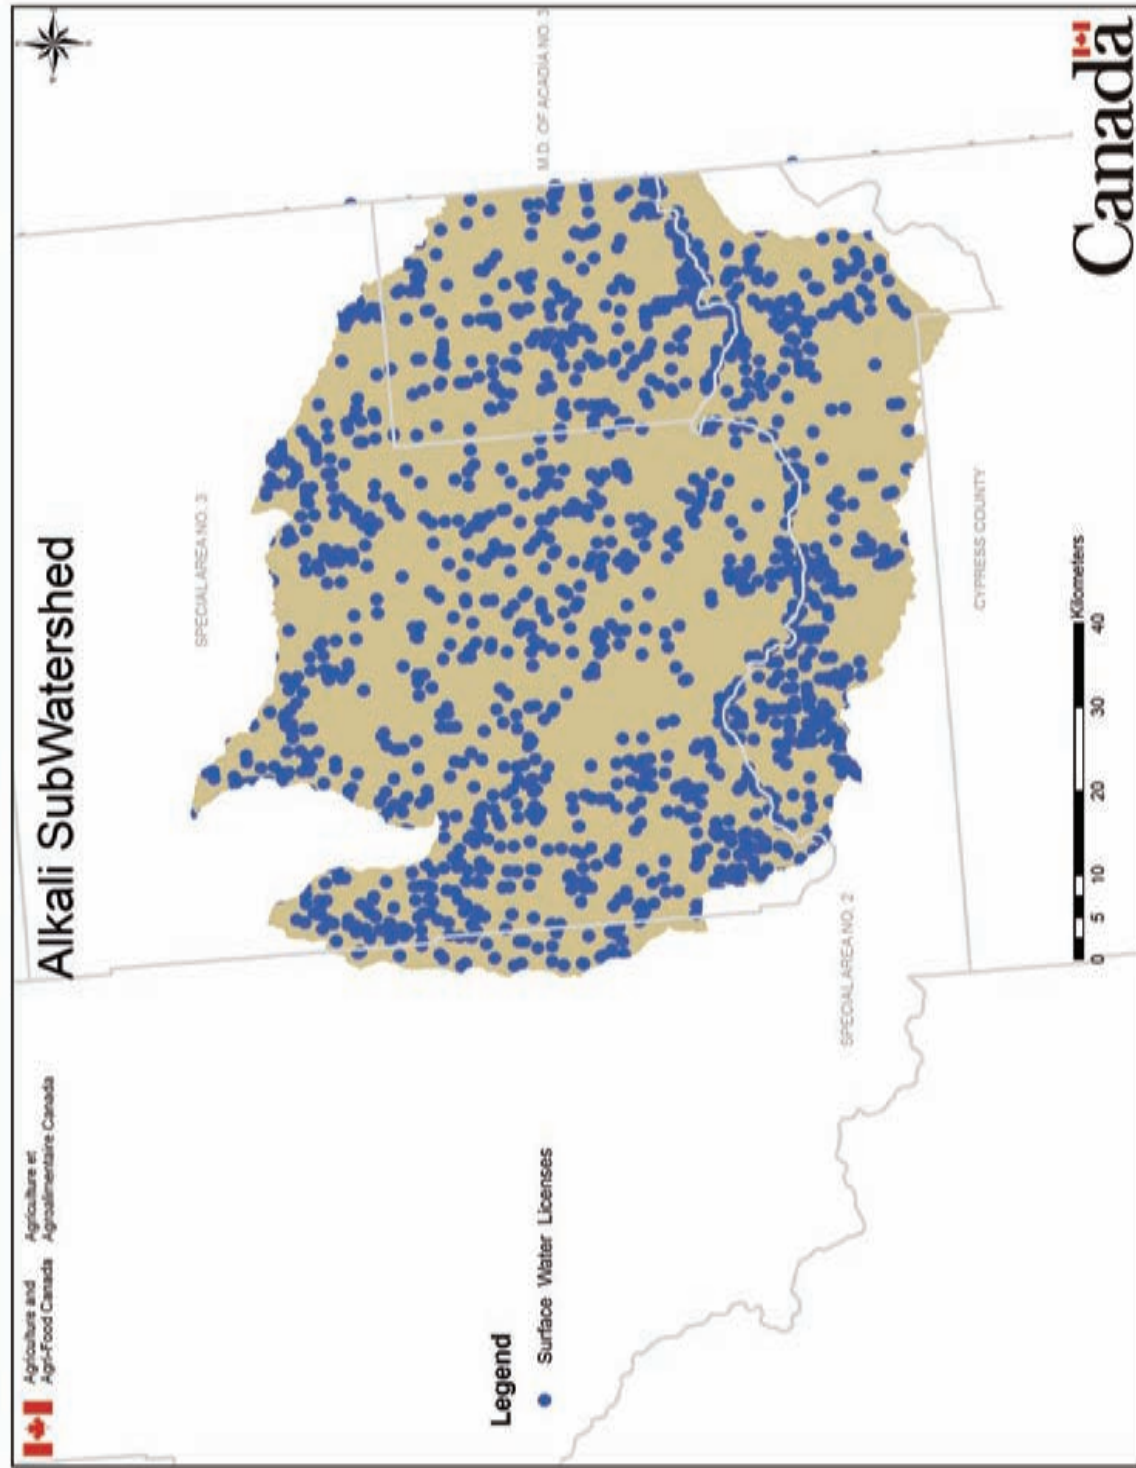 Agriculture and
Agri-Food Canada
Agriculture et
Agroalimentaire Canada
Alkali SubWatershed
SPECIAL AREA NO. 3
M.D. OF ACADIA NO. 3
Legend
Surface Water Licenses
SPECIAL AREA NO. 2
CYPRESS COUNTY
0 5 10 20 30 40
Kilometers
Canada